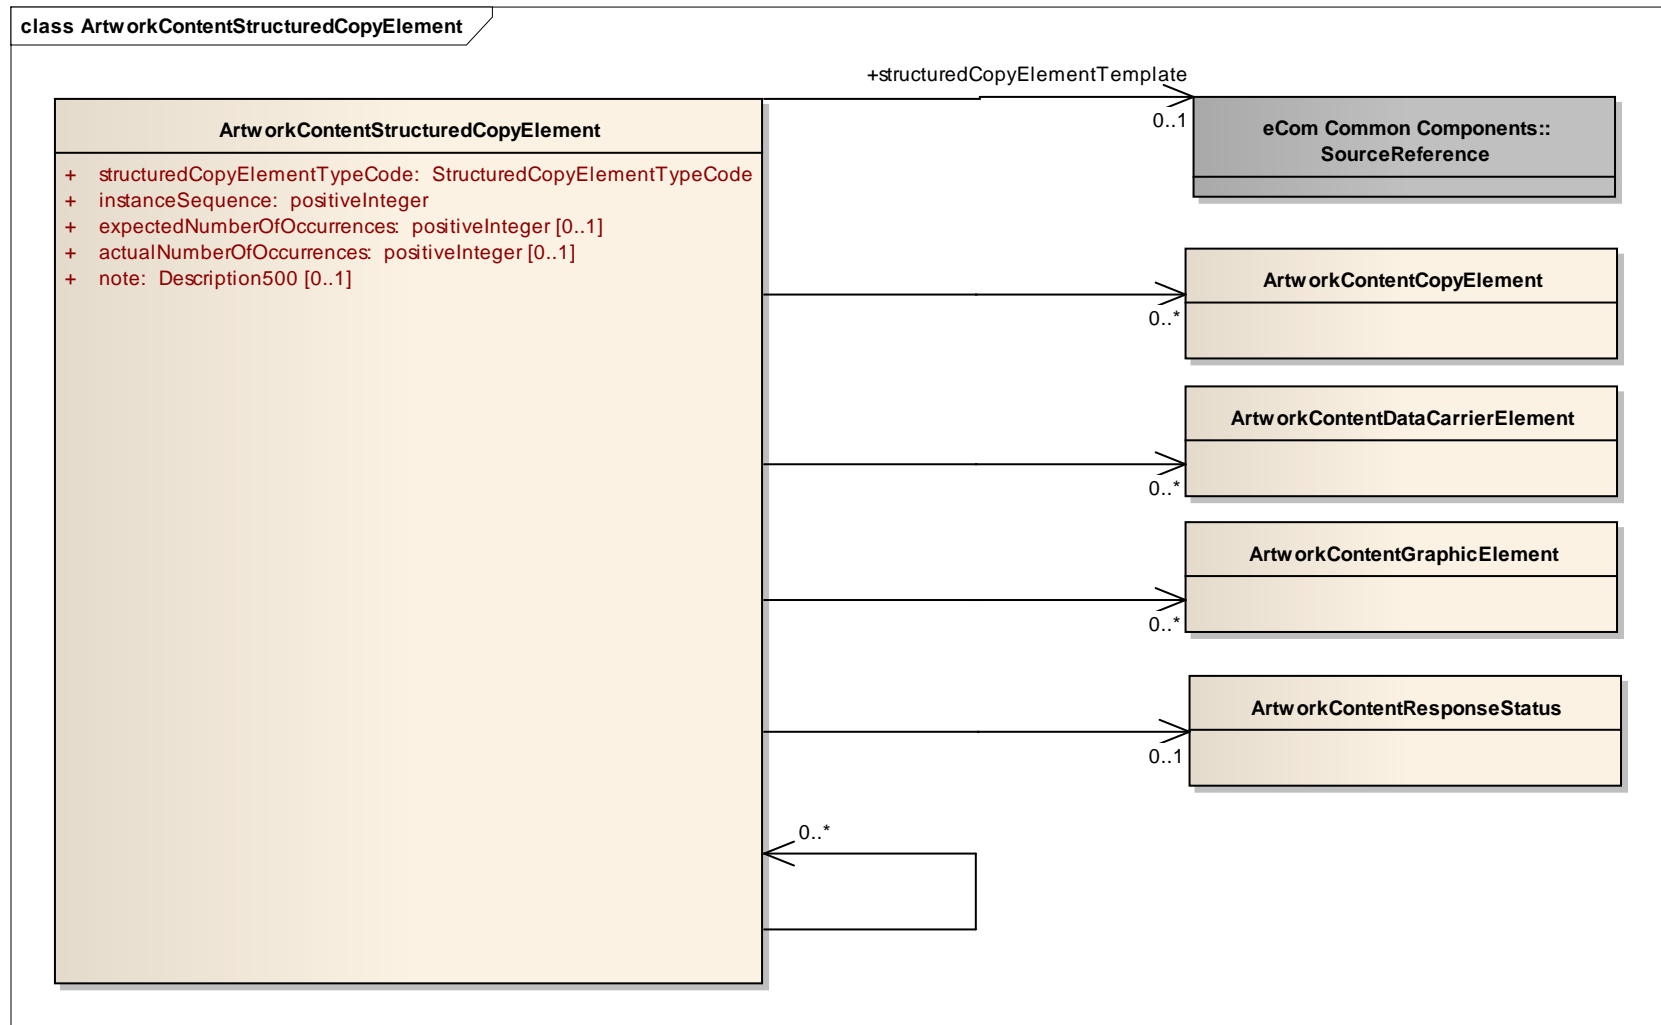 class ArtworkContentStructuredCopyElement
+structuredCopyElementTemplate
0..1
ArtworkContentStructuredCopyElement
+ structuredCopyElementTypeCode: StructuredCopyElementTypeCode
+ instanceSequence: positiveInteger
+ expectedNumberOfOccurrences: positiveInteger [0..1]
+ actualNumberOfOccurrences: positiveInteger [0..1]
+ note: Description500 [0..1]
eCom Common Components::
SourceReference
ArtworkContentCopyElement
0..*
ArtworkContentDataCarrierElement
0..*
ArtworkContentGraphicElement
0..*
ArtworkContentResponseStatus
0..1
0..*